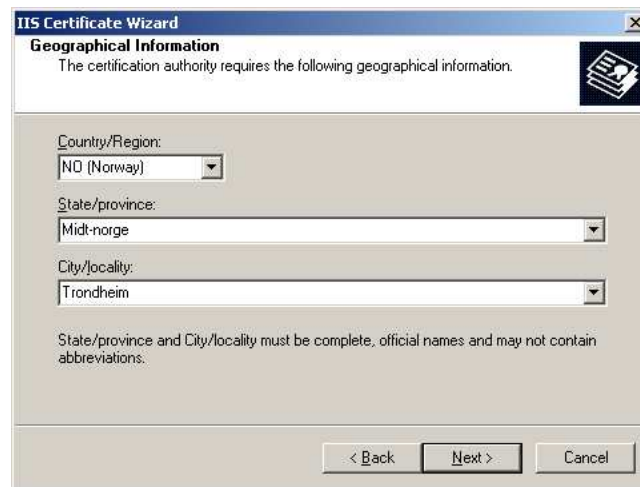 IIS Certificate Wizard
Geographical Information
The certification authority requires the following geographical information.
Country/Region:
NO (Norway)
State/province:
Midt-norge
City/locality:
Trondheim
State/province and City/locality must be complete, official names and may not contain
abbreviations.
< Back
Next >
Cancel